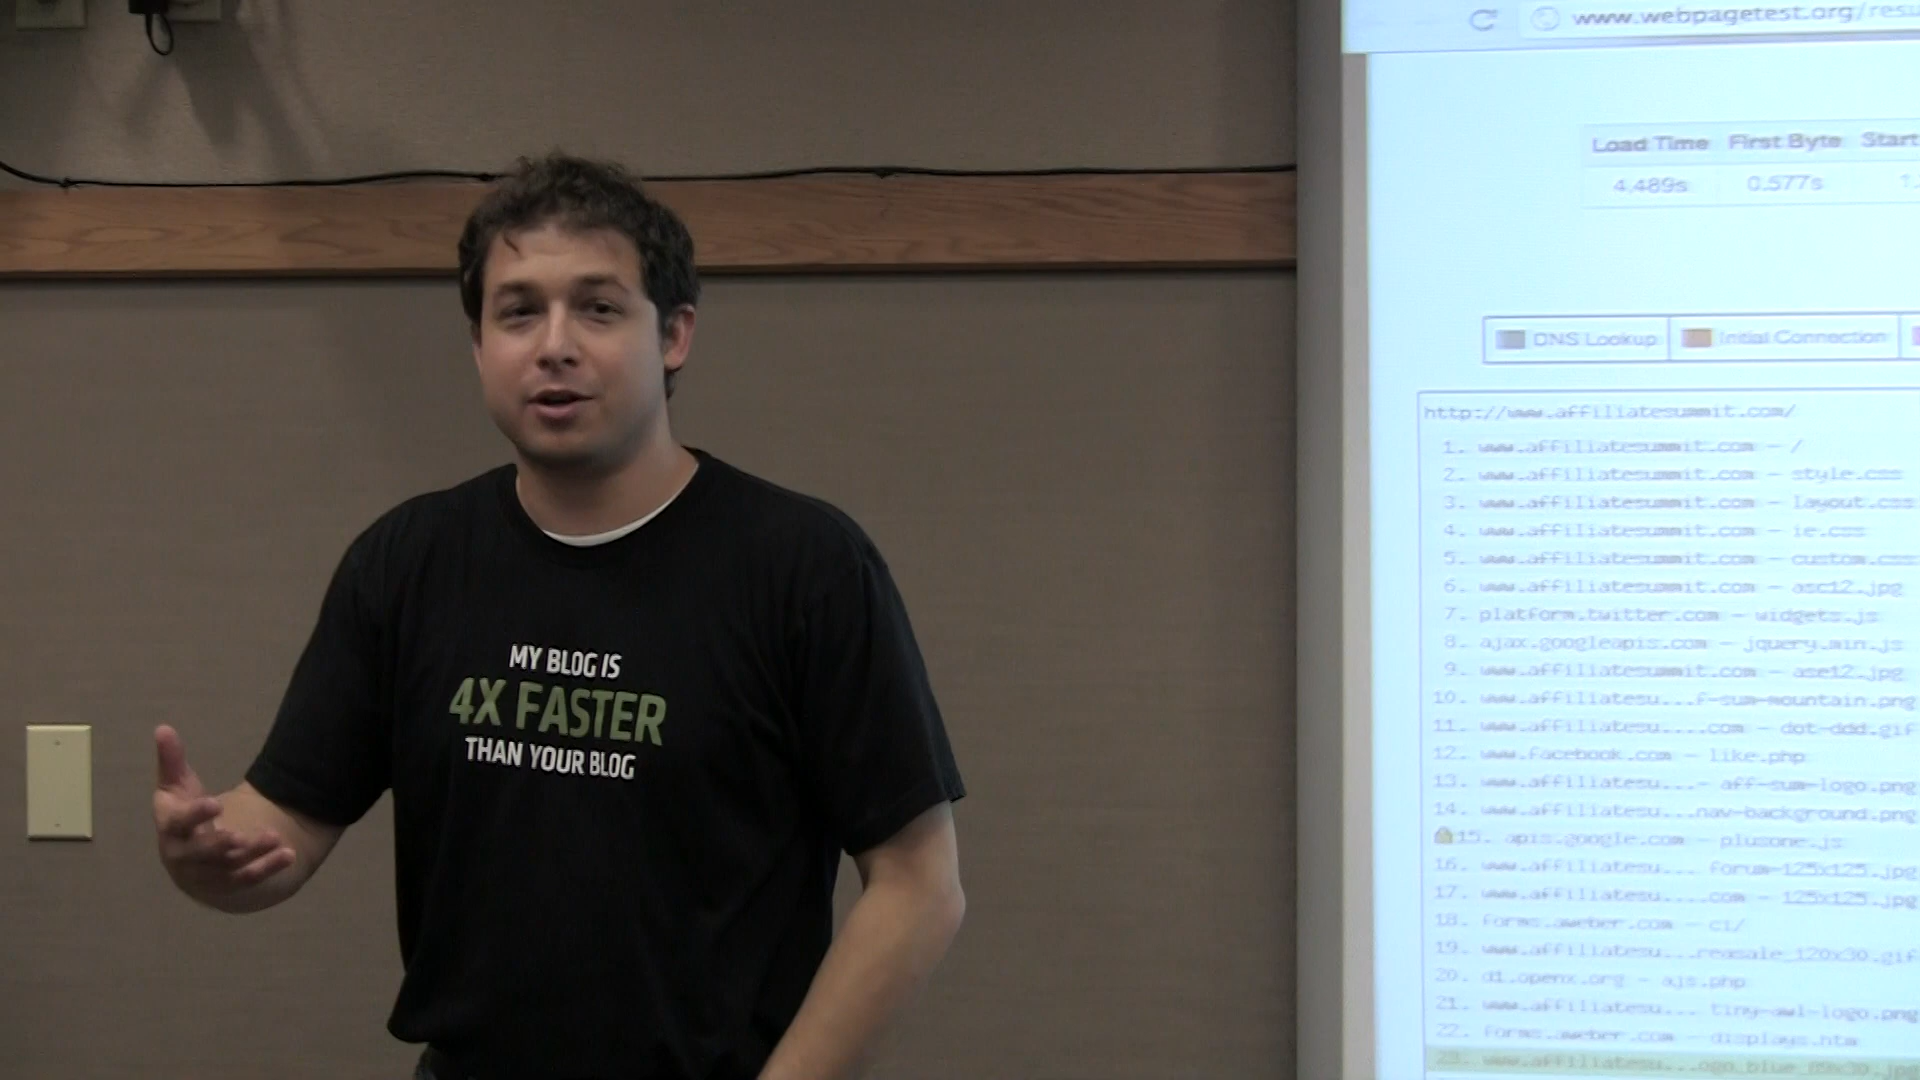 MY BLOG IS
4X FASTER
THAN YOUR BLOG
www.webpagetest.org/resu
Load Time First Byte Start
4.489s 0.577s 1.
DNS Lookup Initial Connection
http://www.affiliatesummit.com/
1. www.affiliatesummit.com - /
2. www.affiliatesummit.com - style.css
3. www.affiliatesummit.com - layout.css
4. www.affiliatesummit.com - ie.css
5. www.affiliatesummit.com - custom.css
6. www.affiliatesummit.com - asc12.jpg
7. platform.twitter.com - widgets.js
8. ajax.googleapis.com - jquery.min.js
9. www.affiliatesummit.com - ase12.jpg
10. www.affiliatesu...f-sum-mountain.png
11. www.affiliatesu....com - dot-ddd.gif
12. www.facebook.com - like.php
13. www.affiliatesu...- aff-sum-logo.png
14. www.affiliatesu...nav-background.png
15. apis.google.com - plusone.js
16. www.affiliatesu... forum-125x125.jpg
17. www.affiliatesu....com - 125x125.jpg
18. forms.aweber.com - ci/
19. www.affiliatesu...reasale_120x30.gif
20. d1.openx.org - ajs.php
21. www.affiliatesu... tiny-awl-logo.png
22. forms.aweber.com - displays.htm
23. www.affiliatesu...ogo_blue_88x30.jpg